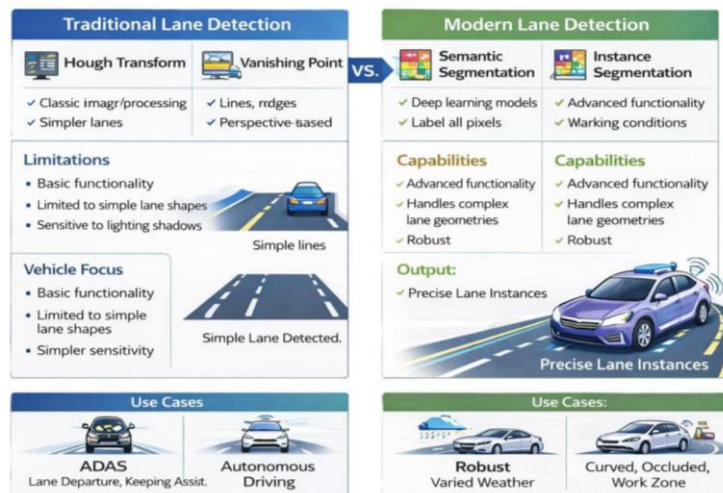 Traditional Lane Detection
Hough Transform
Classic imagr/processing
Simpler lanes
Vanishing Point
Lines, rıdges
Perspective-based
Limitations
Basic functionality
Limited to simple lane shapes
Sensitive to lighting shadows
Simple lines
Vehicle Focus
Basic functionality
Limited to simple
lane shapes
Simpler sensitivity
Simple Lane Detected.
VS.
Modern Lane Detection
Semantic
Segmentation
Deep learning models
Label all pixels
Instance
Segmentation
Advanced functionality
Warking conditions
Capabilities
Advanced functionality
Handles complex
lane geometries
Robust
Capabilities
Advanced functionality
Handles complex
lane geometries
Robust
Output:
Precise Lane Instances
Precise Lane Instances
Use Cases
ADAS
Lane Departure, Keeping Assist.
Autonomous
Driving
Use Cases:
Robust
Varied Weather
Curved, Occluded,
Work Zone